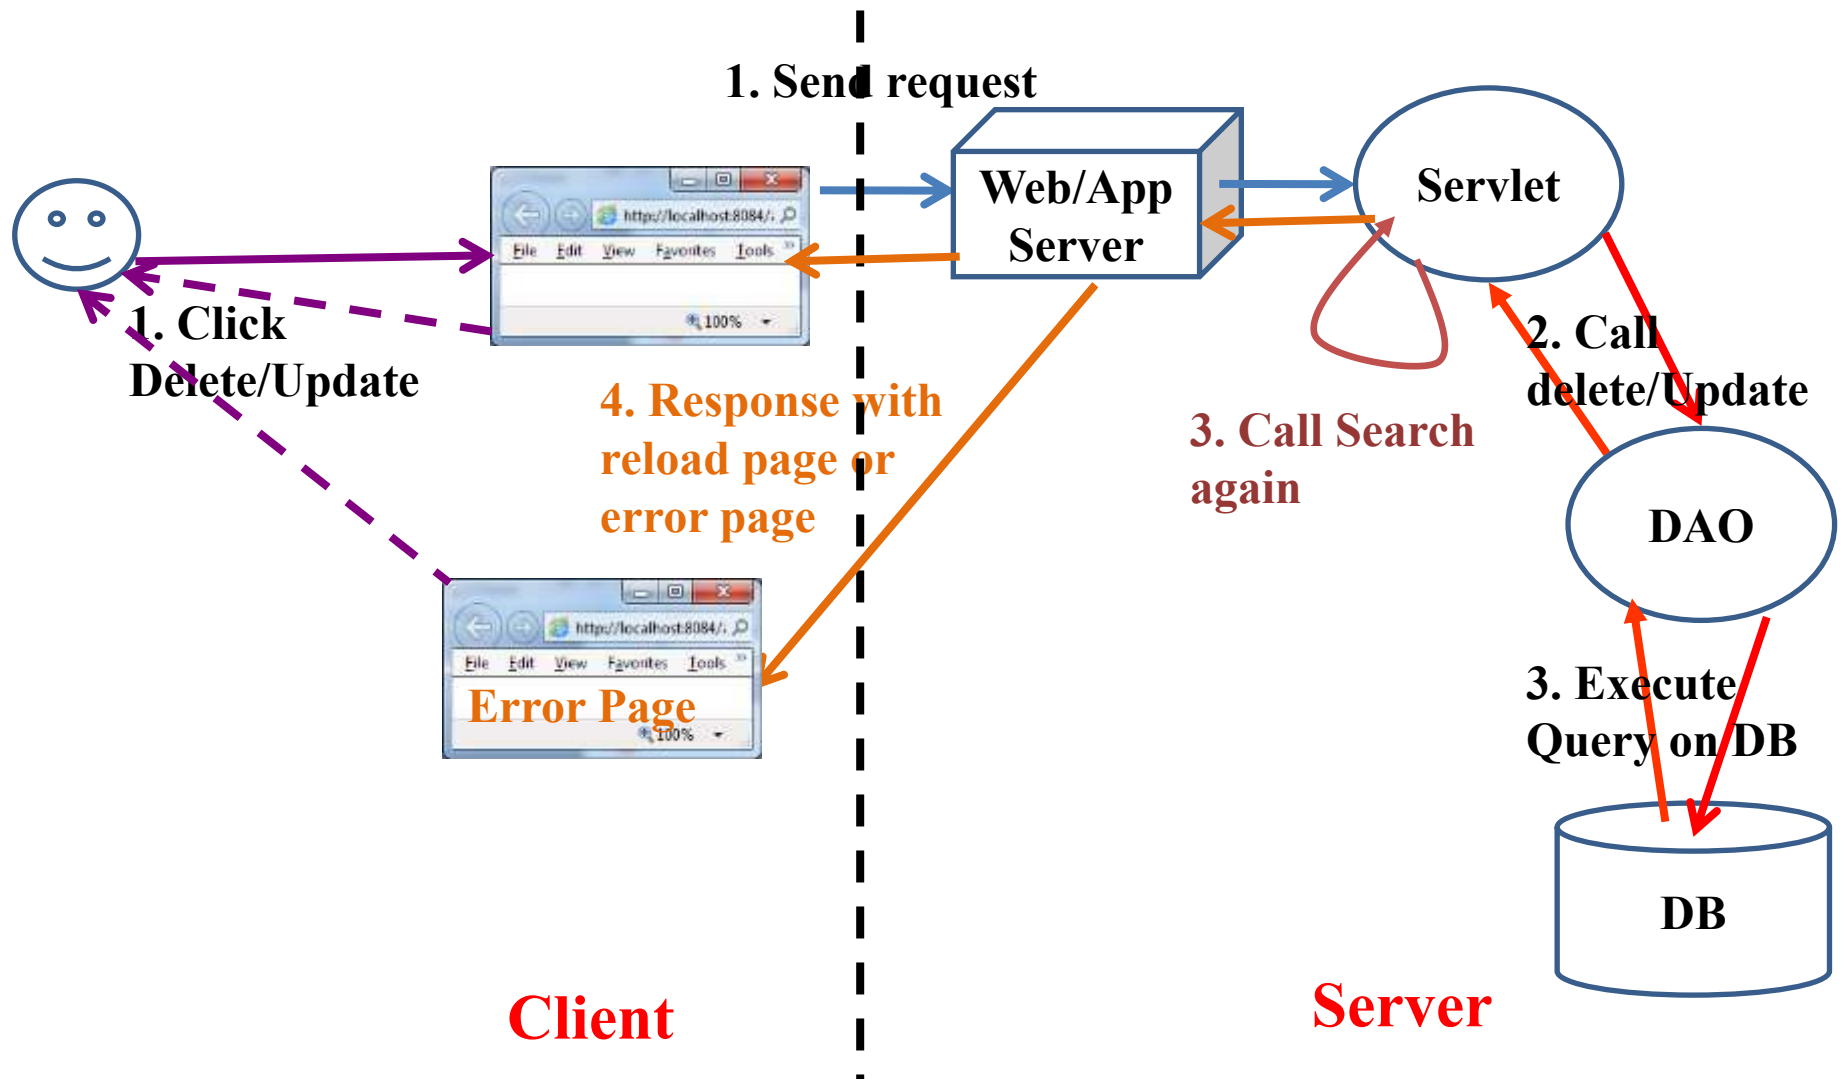 1. Send request
http://localhost:8084/
File Edit View Favorites Tools »
100%
Web/App
Server
Servlet
1. Click
Delete/Update
4. Response with
reload page or
error page
2. Call
delete/Update
3. Call Search
again
DAO
http://localhost:8084/
File Edit View Favorites Tools »
Error Page
100%
3. Execute
Query on DB
DB
Client
Server